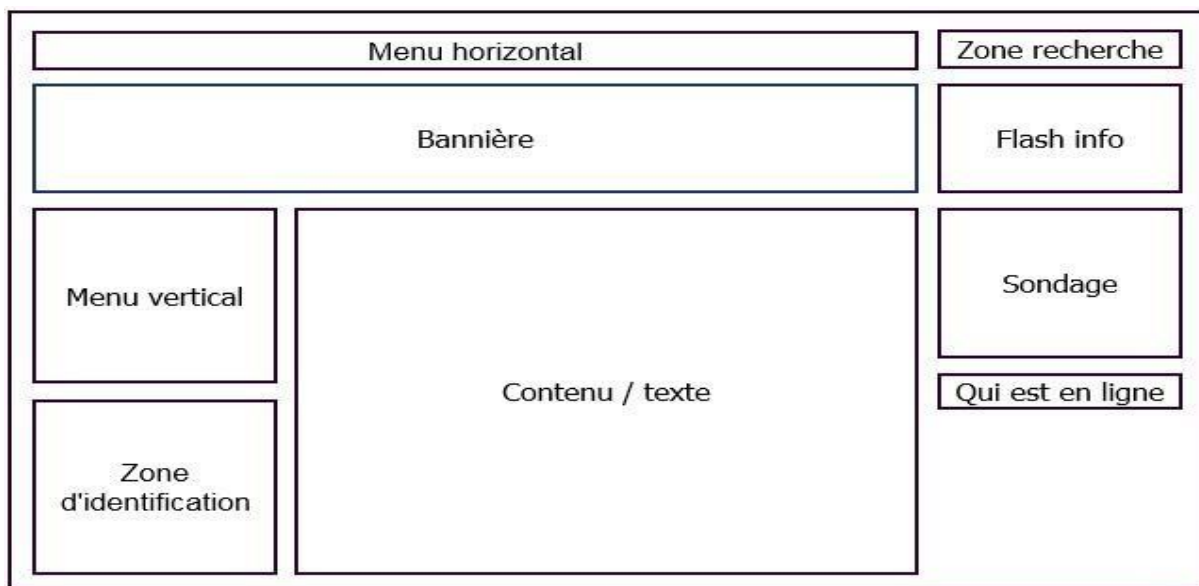 Menu horizontal
Zone recherche
Bannière
Flash info
Menu vertical
Contenu / texte
Sondage
Qui est en ligne
Zone
d'identification